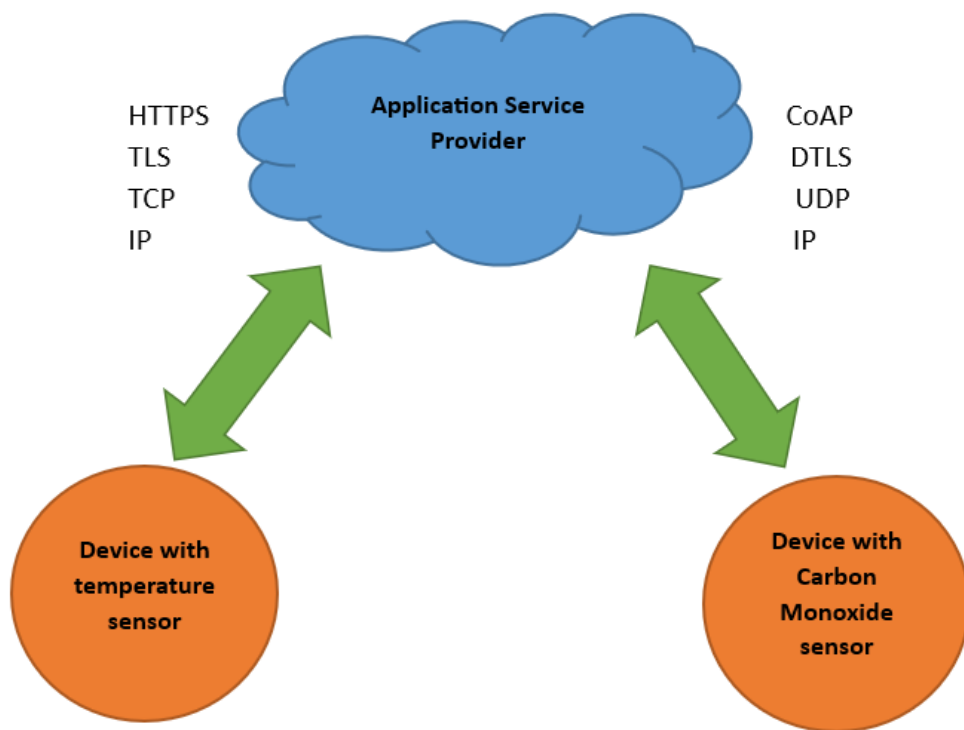 Application Service
Provider
HTTPS
TLS
TCP
IP
CoAP
DTLS
UDP
IP
Device with
temperature
sensor
Device with
Carbon
Monoxide
sensor